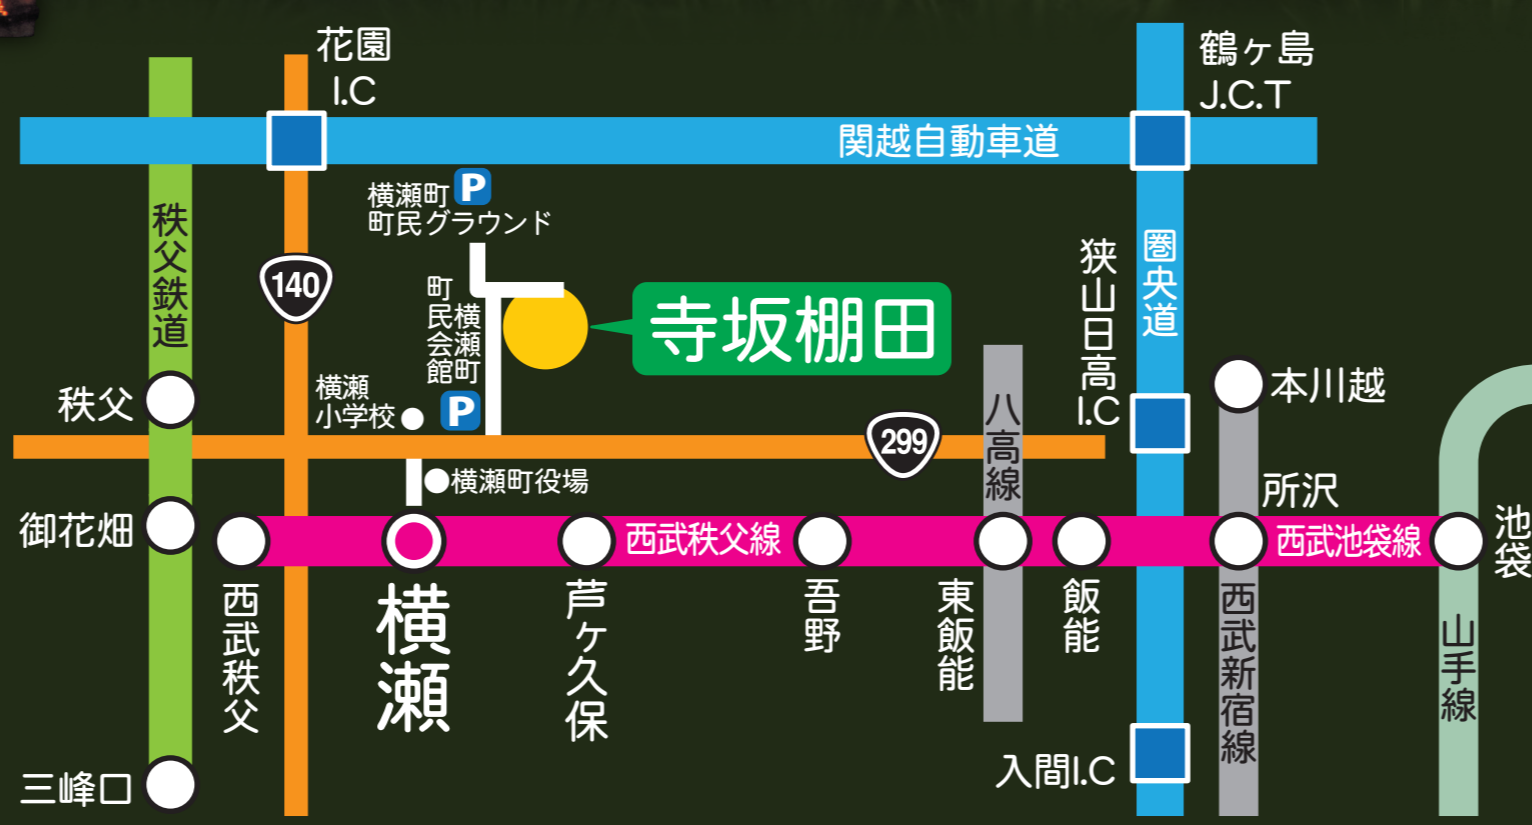 花園
I.C
鶴ヶ島
J.C.T
関越自動車道
横瀬町 P
町民グラウンド
秩父鉄道
140
圏央道
狭山日高
I.C
横瀬町
町民会館
P
寺坂棚田
横瀬
小学校
秩父
299
八高線
本川越
横瀬町役場
所沢
御花畑
西武秩父線
西武池袋線
池袋
西武秩父
横瀬
芦ヶ久保
吾野
東飯能
飯能
西武新宿線
山手線
三峰口
入間I.C